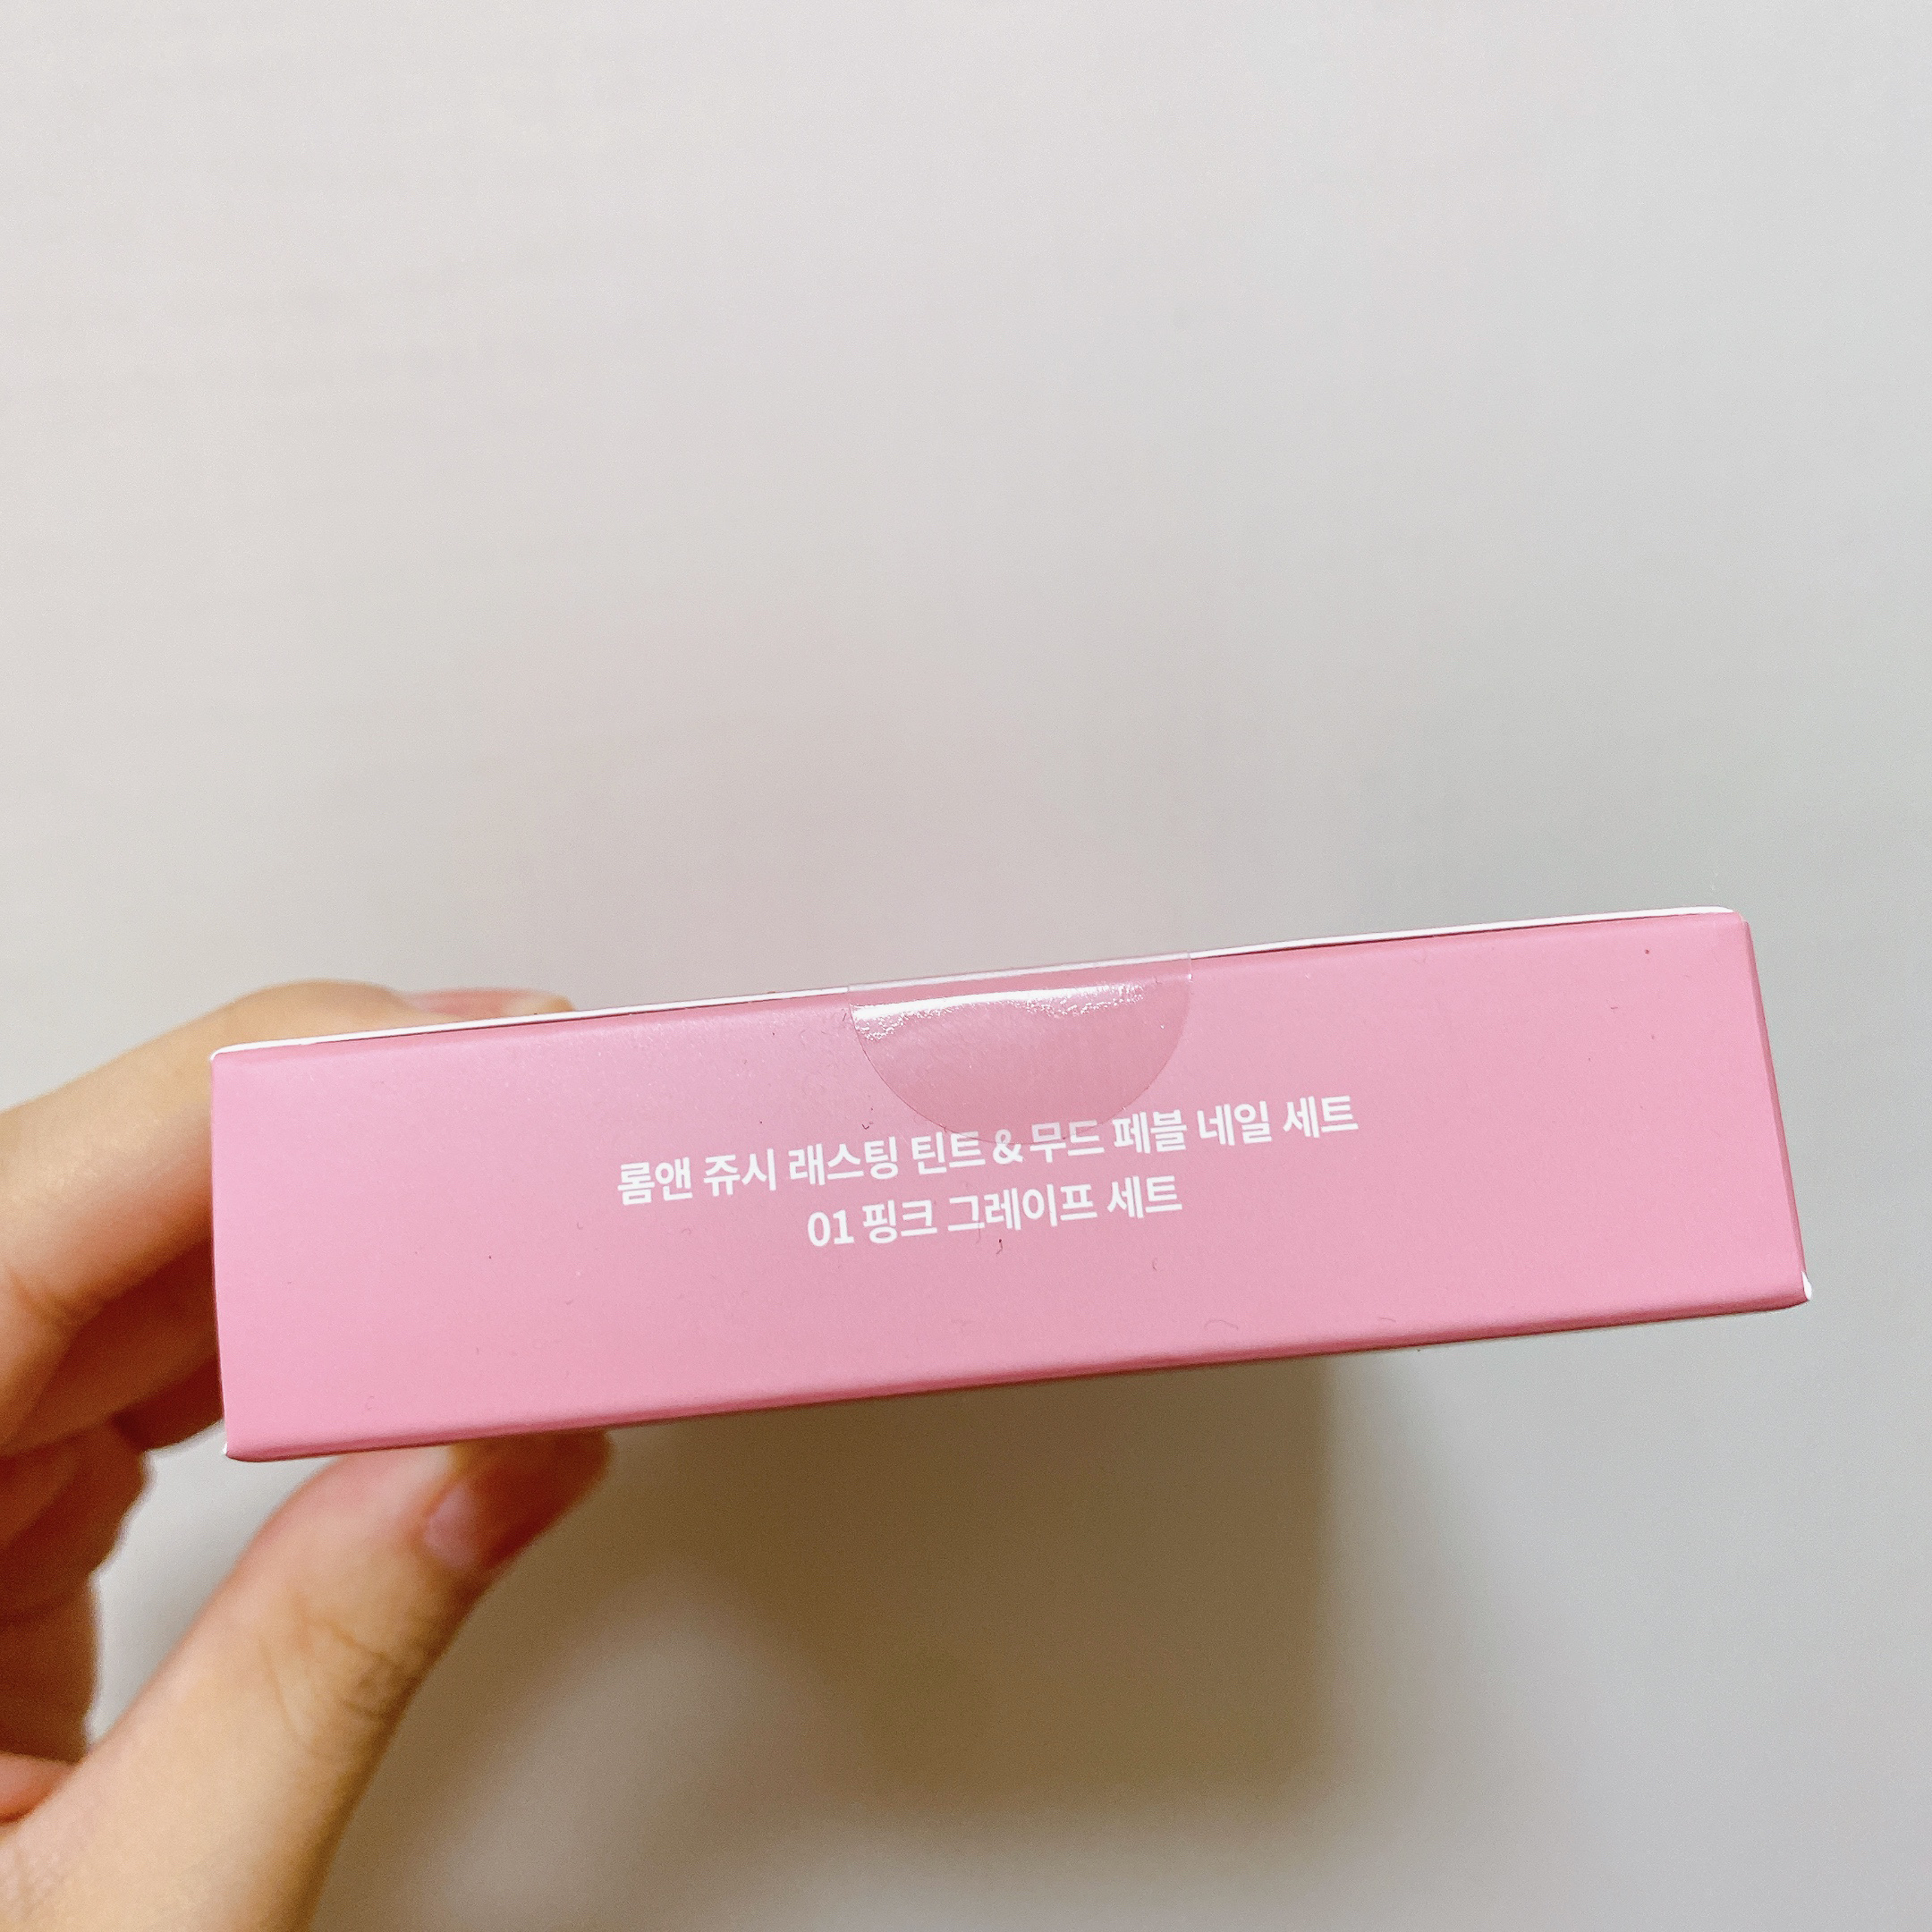 롬앤 쥬시 래스팅 틴트 & 무드 페블 네일 세트
01 핑크 그레이프 세트